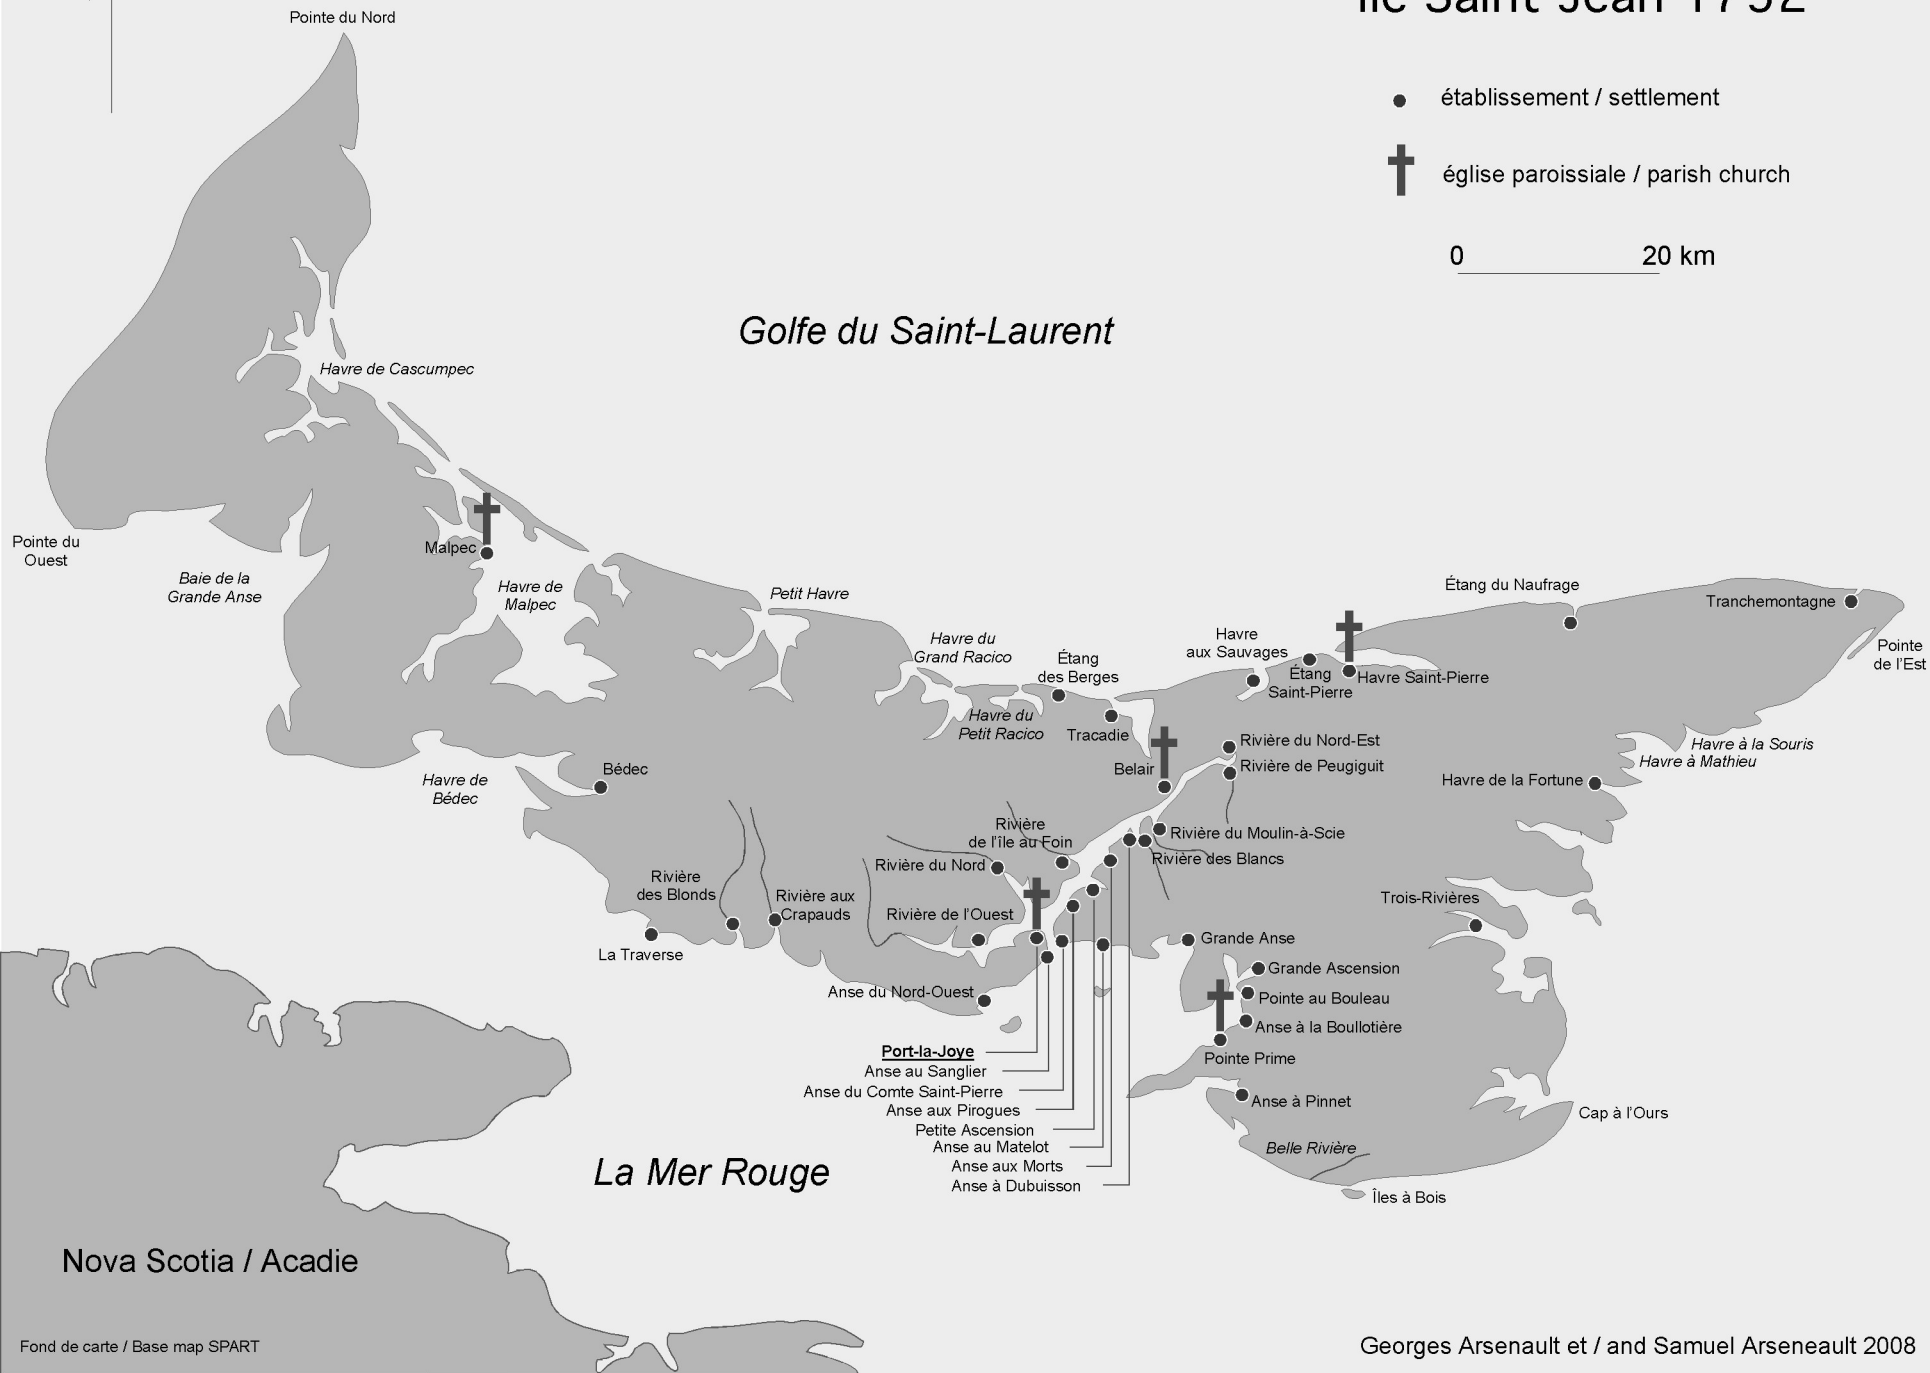 Île Saint-Jean 1752
Pointe du Nord
établissement / settlement
église paroissiale / parish church
0 20 km
Golfe du Saint-Laurent
Havre de Cascumpec
Pointe du
Ouest
Malpec
Baie de la
Grande Anse
Havre de
Malpec
Petit Havre
Étang du Naufrage
Tranchemontagne
Pointe
de l'Est
Havre du
Grand Racico
Étang
des Berges
Havre
aux Sauvages
Étang
Saint-Pierre
Havre Saint-Pierre
Havre du
Petit Racico
Tracadie
Belair
Rivière du Nord-Est
Rivière de Peugiguit
Havre à la Souris
Havre à Mathieu
Havre de la Fortune
Havre de
Bédec
Bédec
Rivière
de l'île au Foin
Rivière du Moulin-à-Scie
Rivière des Blancs
Rivière du Nord
Rivière
des Blonds
Rivière aux
Crapauds
Rivière de l'Ouest
Trois-Rivières
La Traverse
Grande Anse
Grande Ascension
Anse du Nord-Ouest
Pointe au Bouleau
Anse à la Boullotière
Pointe Prime
Port-la-Joye
Anse au Sanglier
Anse du Comte Saint-Pierre
Anse aux Pirogues
Petite Ascension
Anse au Matelot
Anse aux Morts
Anse à Dubuisson
Anse à Pinnet
Cap à l'Ours
Belle Rivière
Îles à Bois
La Mer Rouge
Nova Scotia / Acadie
Fond de carte / Base map SPART
Georges Arsenault et / and Samuel Arseneault 2008